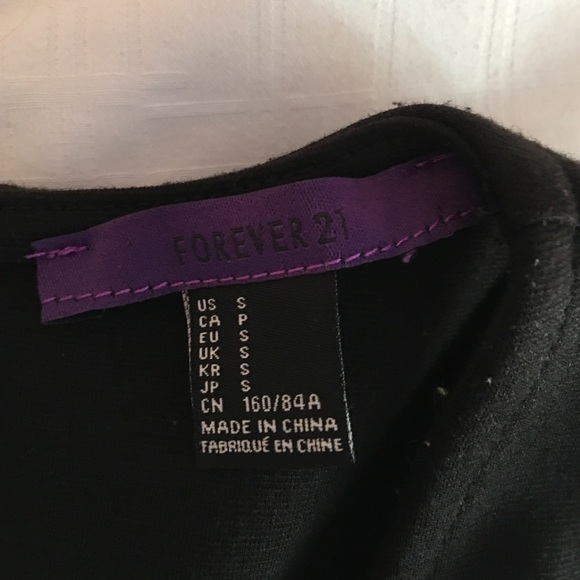 FOREVER 21
US S
CA P
EU S
UK S
KR S
JP S
CN 160/84A
MADE IN CHINA
FABRIQUÉ EN CHINE